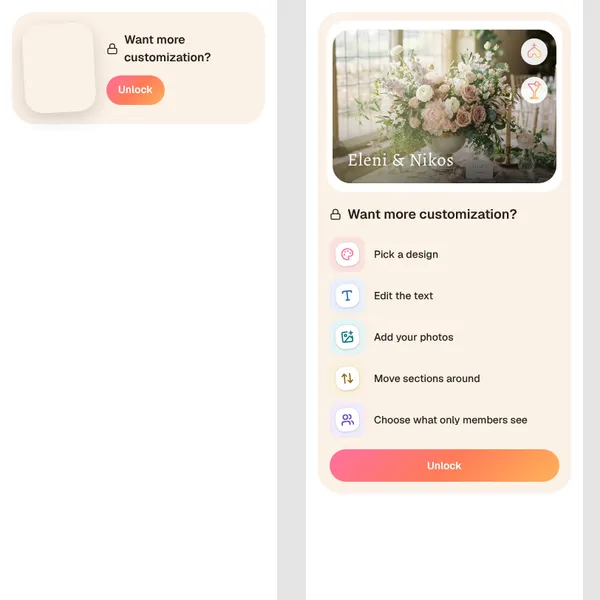 Want more
customization?
Unlock
Eleni & Nikos
Want more customization?
Pick a design
Edit the text
Add your photos
Move sections around
Choose what only members see
Unlock